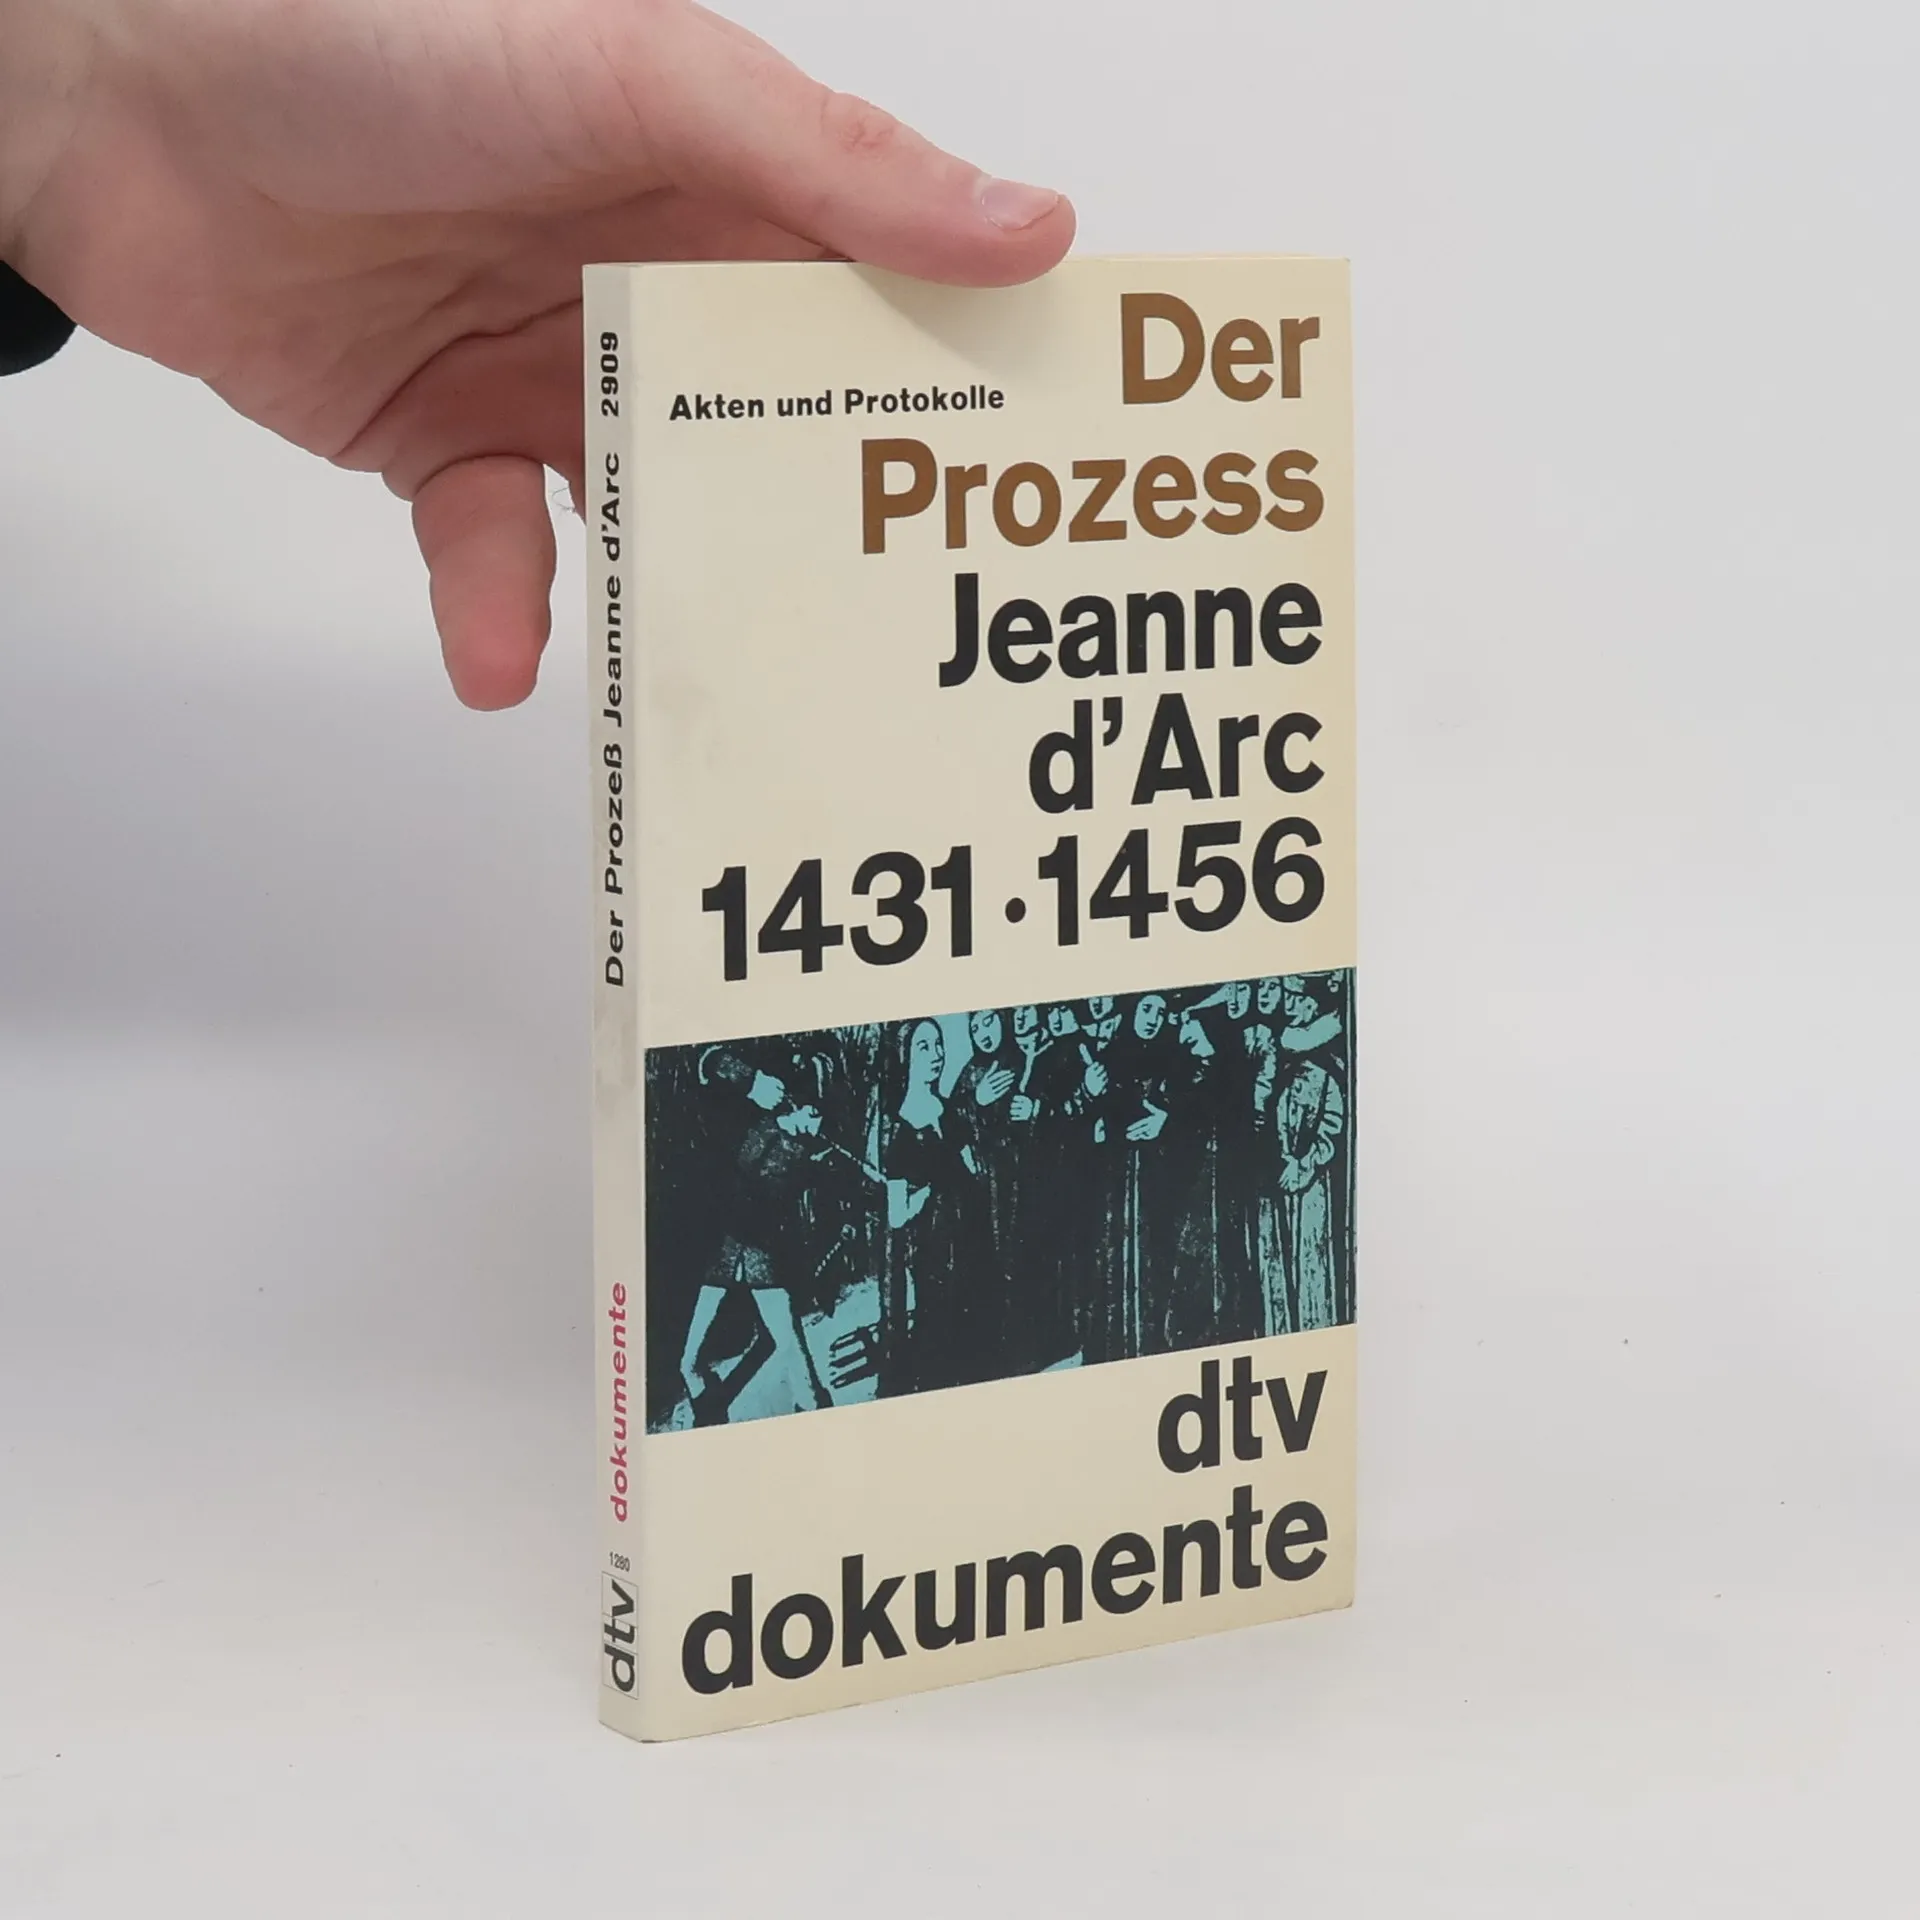 Akten und Protokolle
Der
Prozess
Jeanne
d’Arc
1431·1456
dtv
dokumente
Der Prozeß Jeanne d’Arc 2909
dokumente
1280
dtv